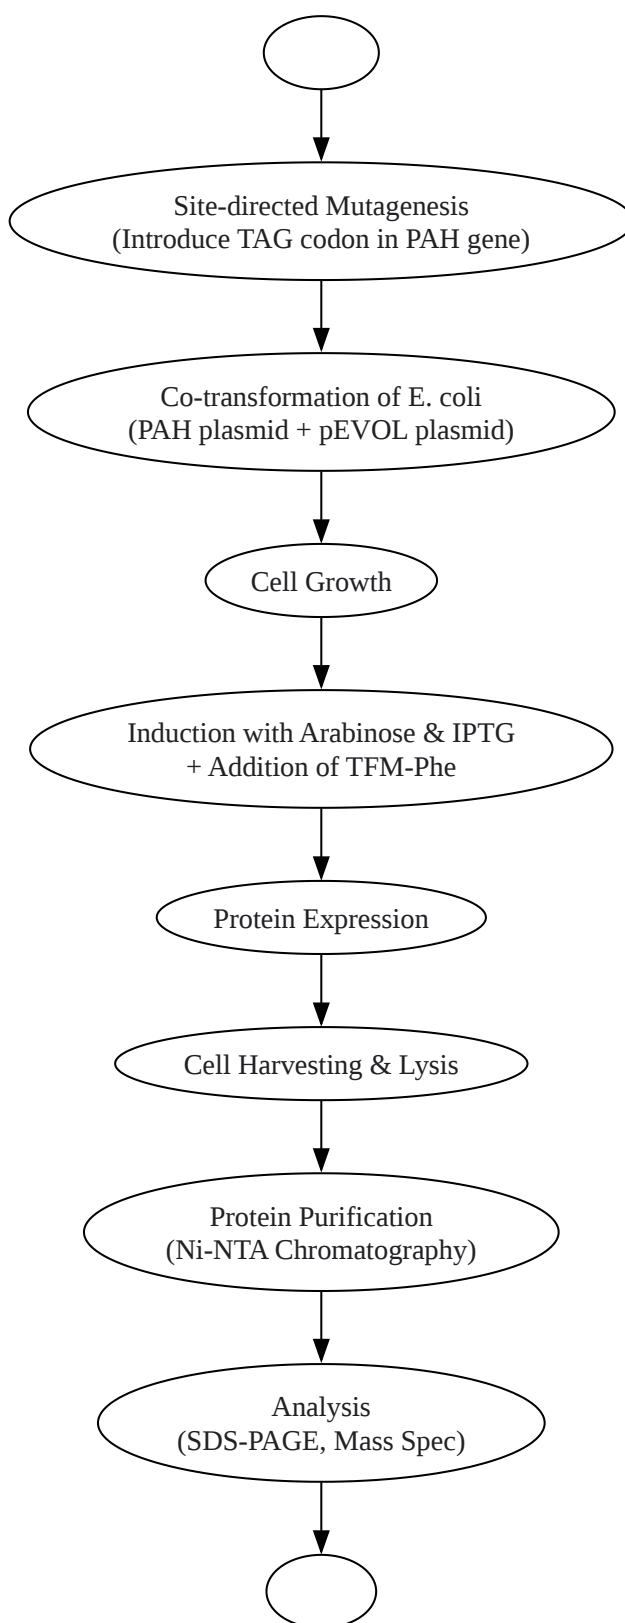 Site-directed Mutagenesis
(Introduce TAG codon in PAH gene)
Co-transformation of E. coli
(PAH plasmid + pEVOL plasmid)
Cell Growth
Induction with Arabinose & IPTG
+ Addition of TFM-Phe
Protein Expression
Cell Harvesting & Lysis
Protein Purification
(Ni-NTA Chromatography)
Analysis
(SDS-PAGE, Mass Spec)